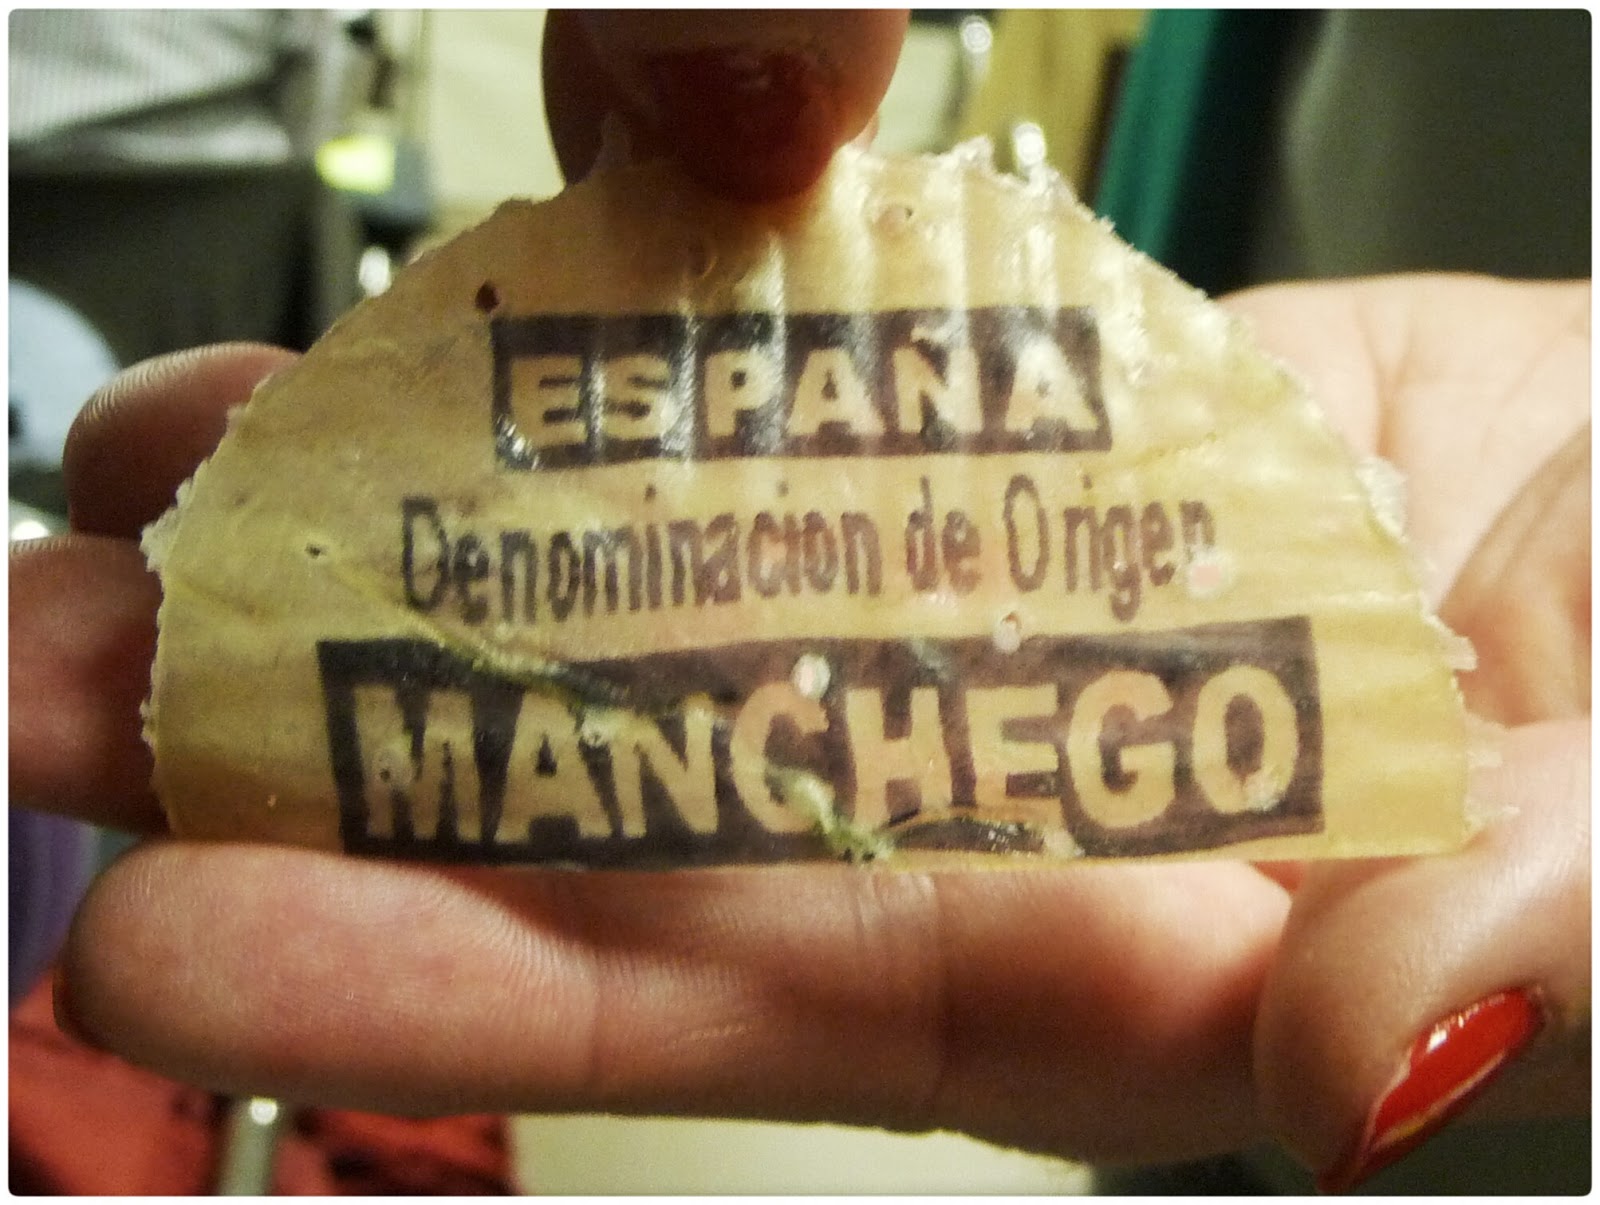 ESPAÑA
Denominacion de Origen
MANCHEGO